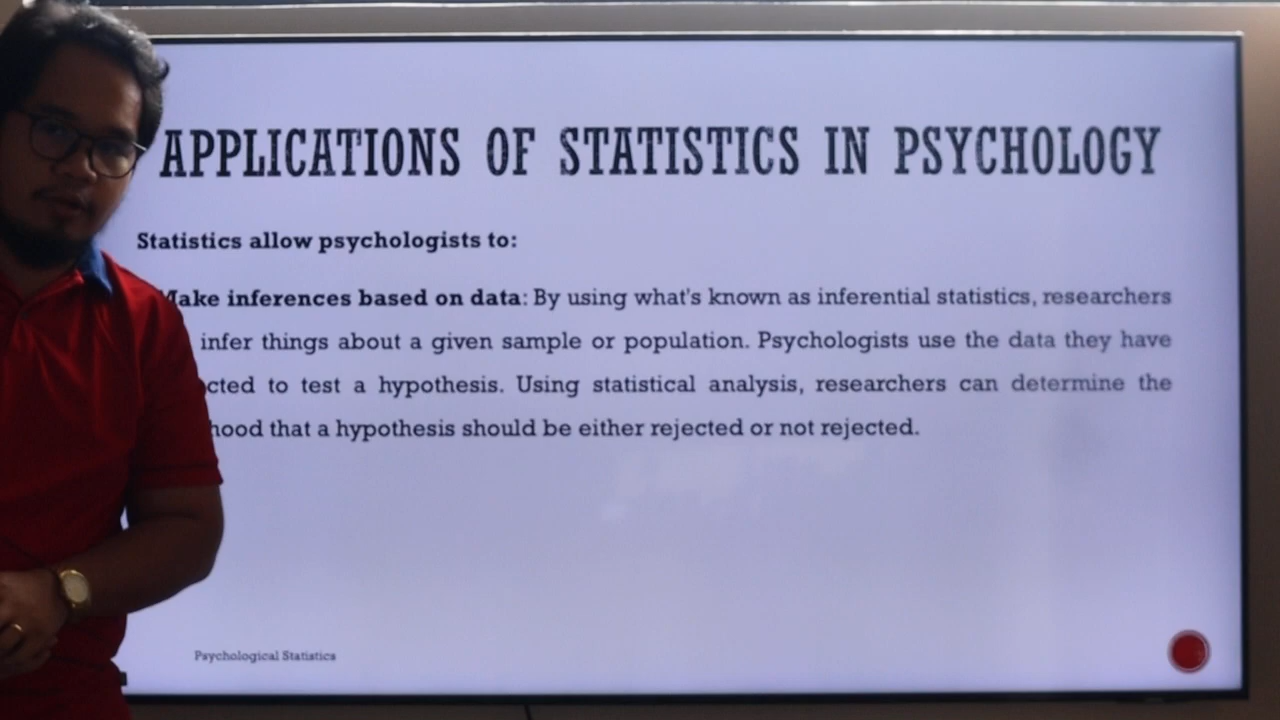 APPLICATIONS OF STATISTICS IN PSYCHOLOGY
Statistics allow psychologists to:
Make inferences based on data: By using what's known as inferential statistics, researchers
infer things about a given sample or population. Psychologists use the data they have
cted to test a hypothesis. Using statistical analysis, researchers can determine the
hood that a hypothesis should be either rejected or not rejected.
Psychological Statistics